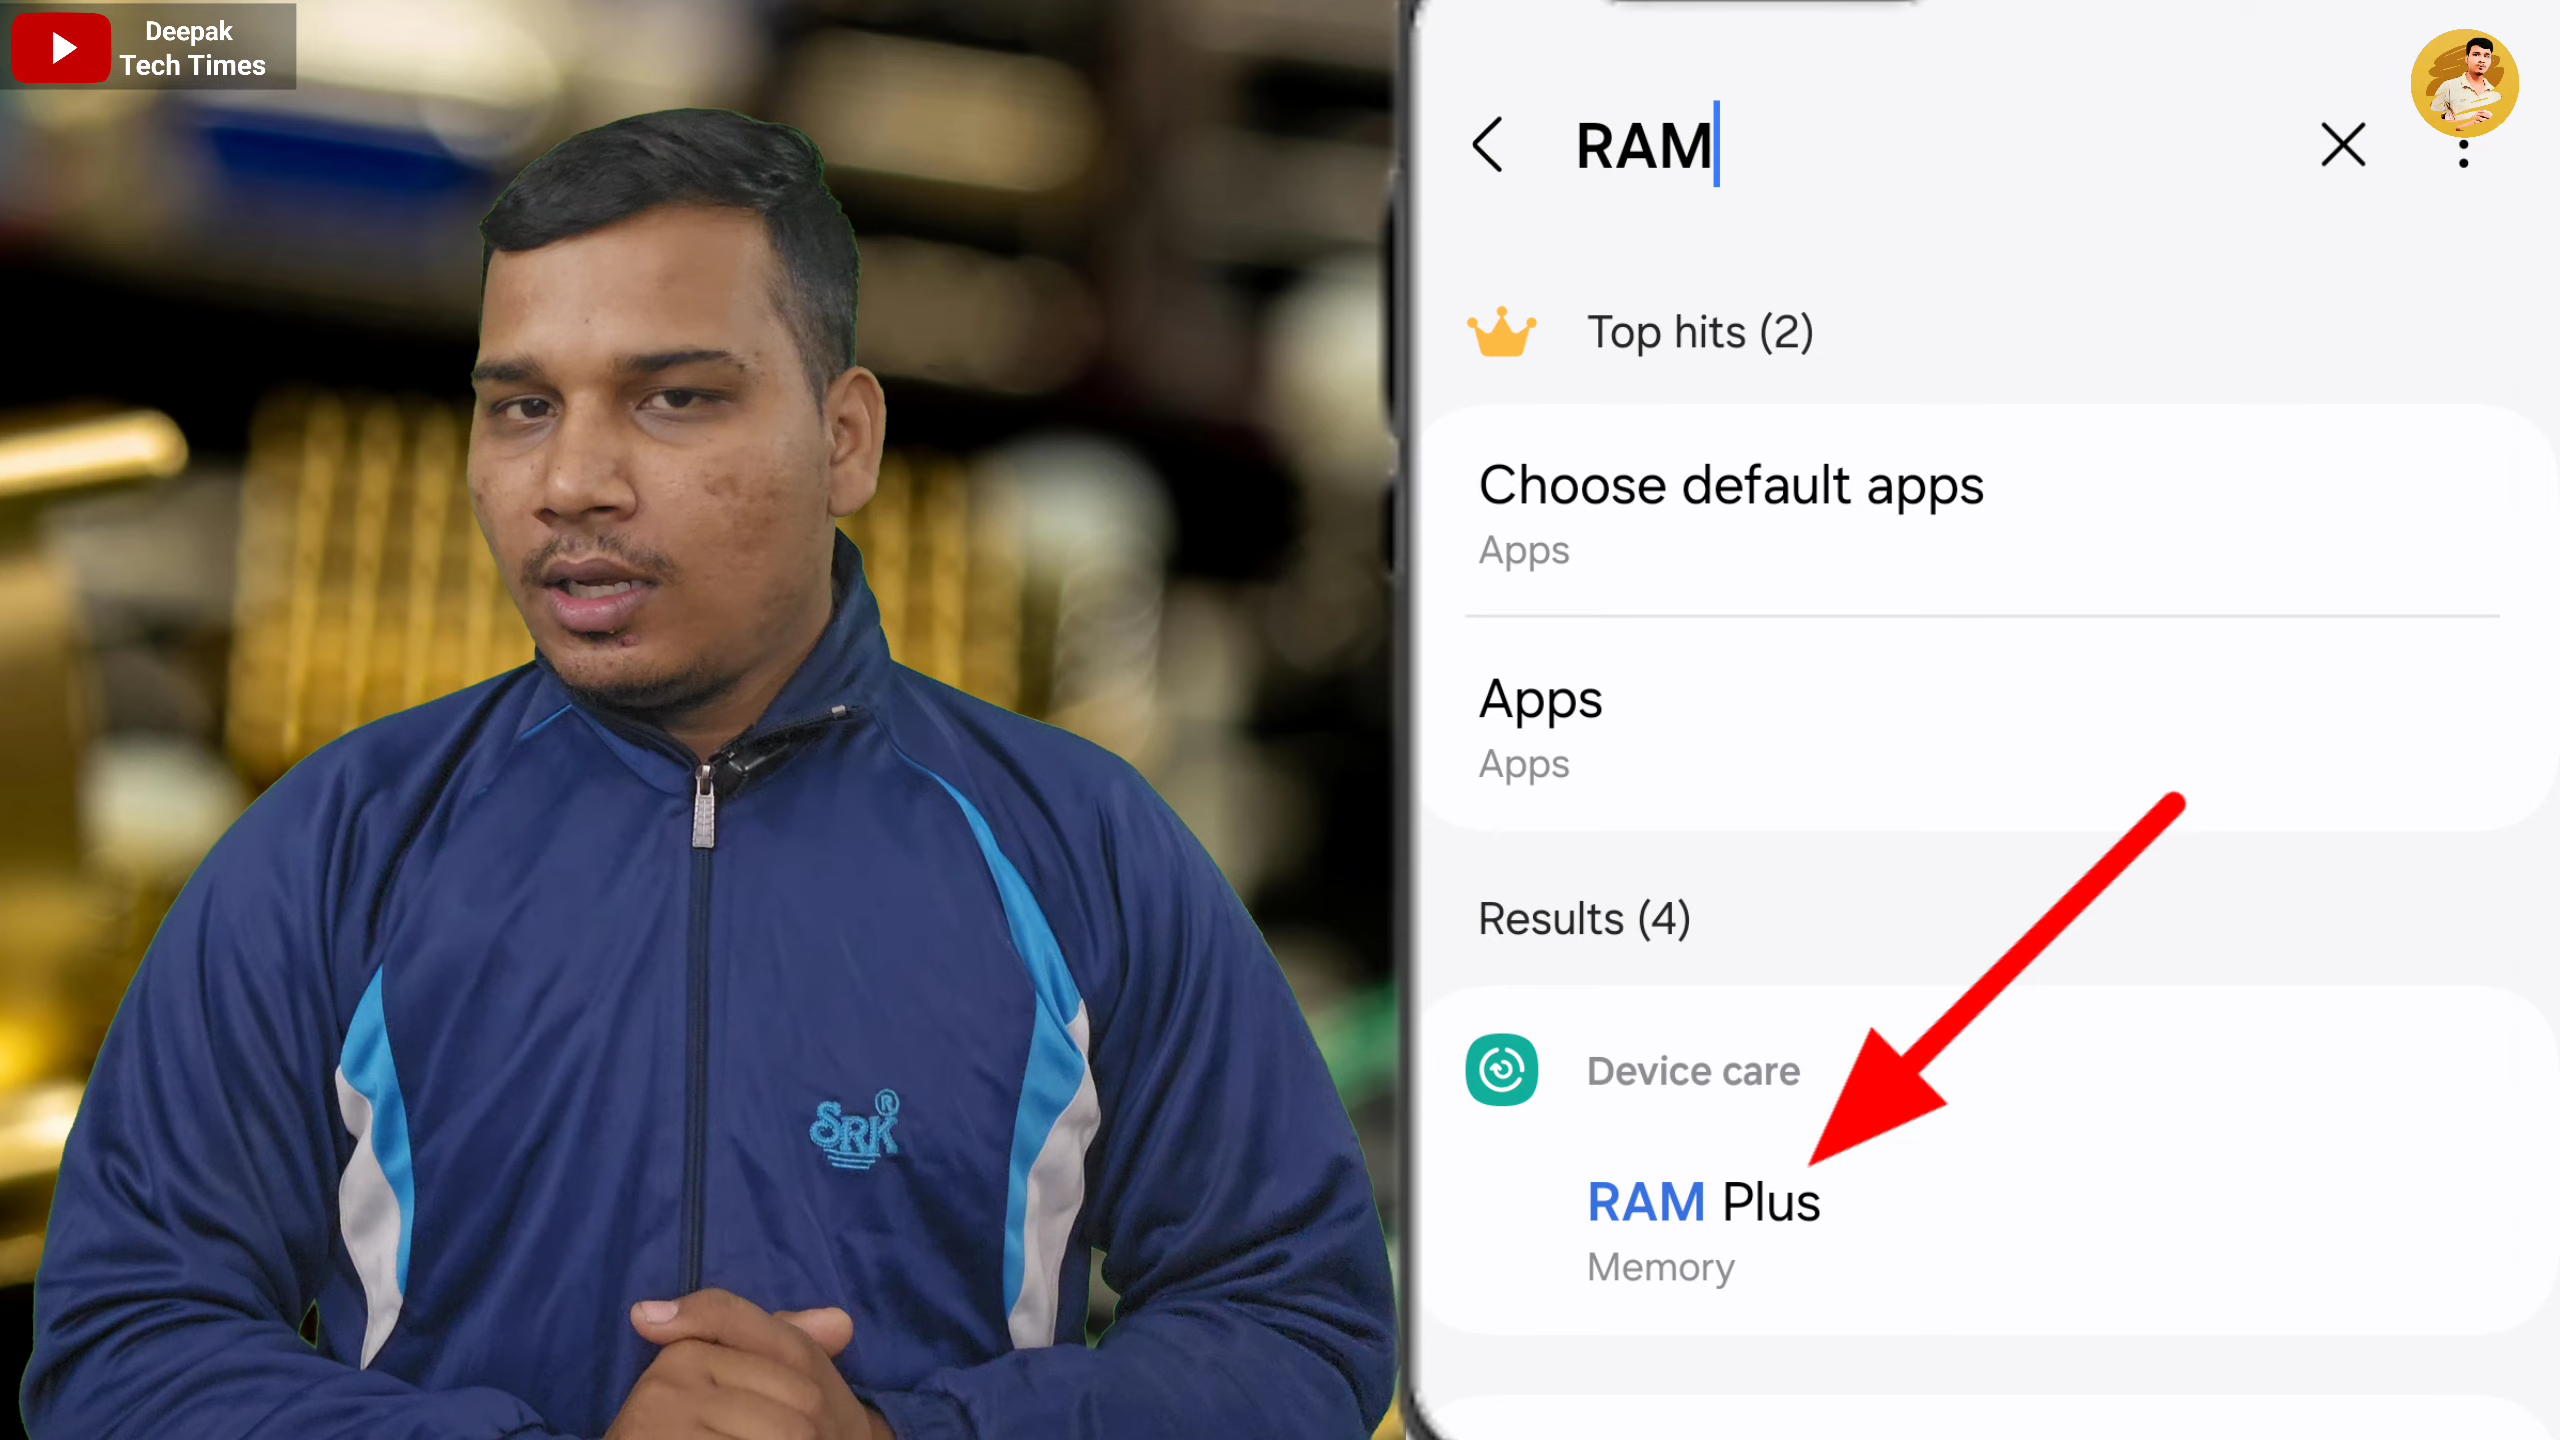 Deepak
Tech Times
RAM
Top hits (2)
Choose default apps
Apps
Apps
Apps
Results (4)
Device care
RAM Plus
Memory
SRK®